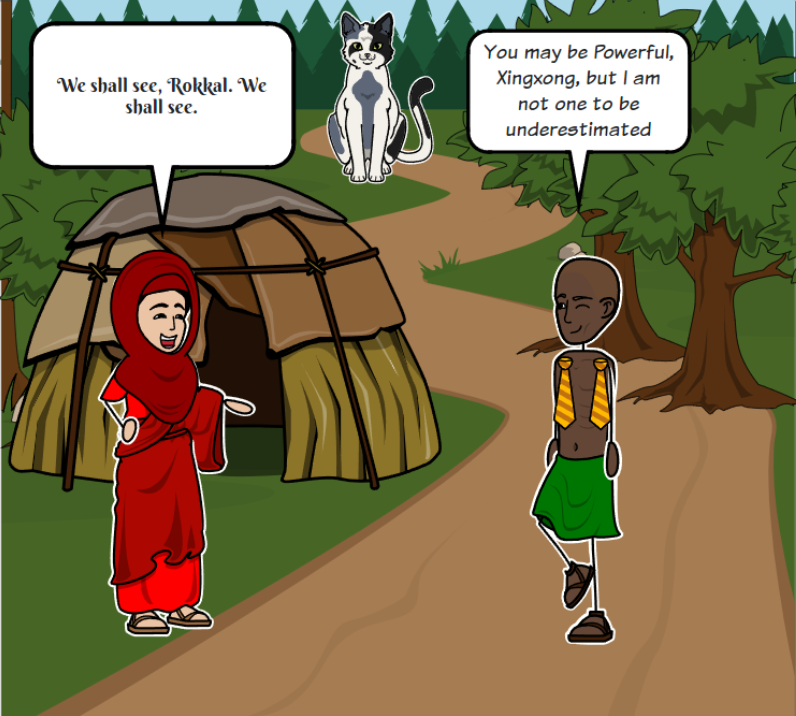 We shall see, Rokkal. We
shall see.
You may be Powerful,
Xingxong, but I am
not one to be
underestimated